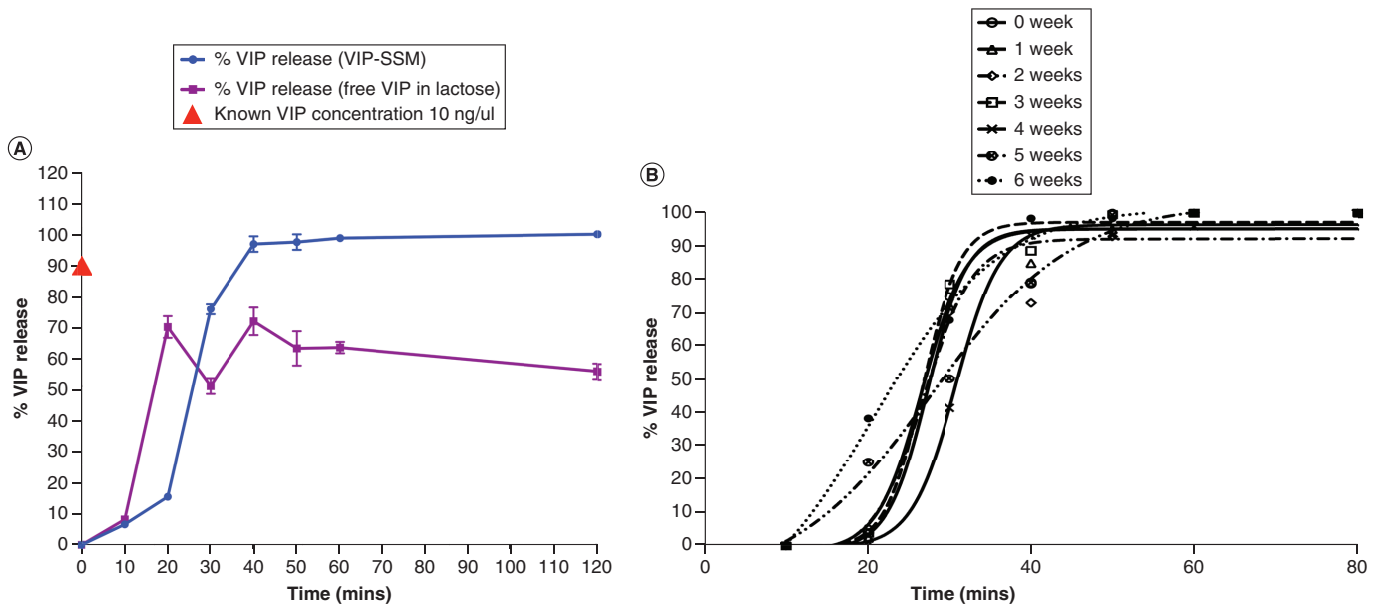 % VIP release (VIP-SSM)
% VIP release (free VIP in lactose)
Known VIP concentration 10 ng/ul
A
120
110
100
90
80
70
60
50
40
30
20
10
0
% VIP release
0 10 20 30 40 50 60 70 80 90 100 110 120
Time (mins)
0 week
1 week
2 weeks
3 weeks
4 weeks
5 weeks
6 weeks
B
100
90
80
70
60
50
40
30
20
10
0
% VIP release
0 20 40 60 80
Time (mins)